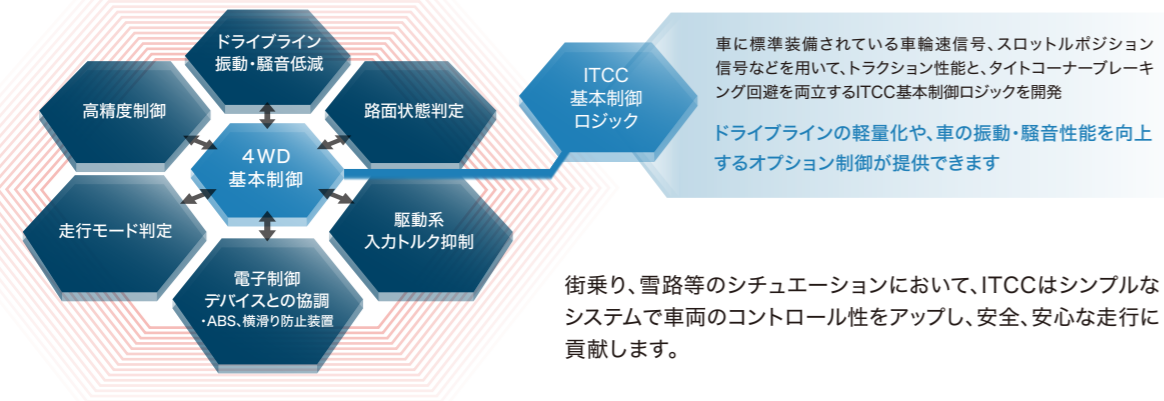 ドライブライン
振動・騒音低減
高精度制御
路面状態判定
4WD
基本制御
走行モード判定
駆動系
入力トルク抑制
電子制御
デバイスとの協調
・ABS、横滑り防止装置
ITCC
基本制御
ロジック
車に標準装備されている車輪速信号、スロットルポジション
信号などを用いて、トラクション性能と、タイトコーナーブレーキ
ング回避を両立するITCC基本制御ロジックを開発
ドライブラインの軽量化や、車の振動・騒音性能を向上
するオプション制御が提供できます
街乗り、雪路等のシチュエーションにおいて、ITCCはシンプルな
システムで車両のコントロール性をアップし、安全、安心な走行に
貢献します。